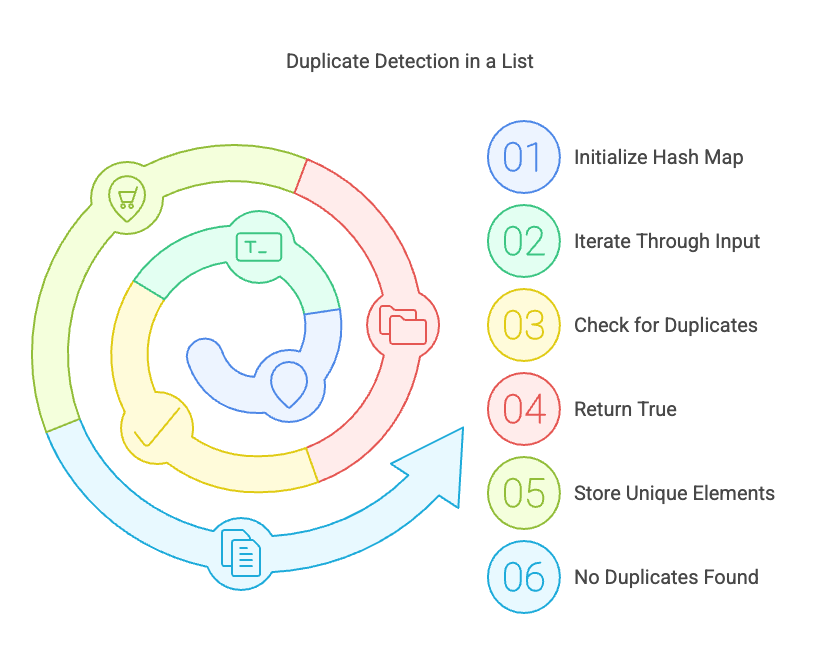 Duplicate Detection in a List
01 Initialize Hash Map
T_
02 Iterate Through Input
03 Check for Duplicates
04 Return True
05 Store Unique Elements
06 No Duplicates Found